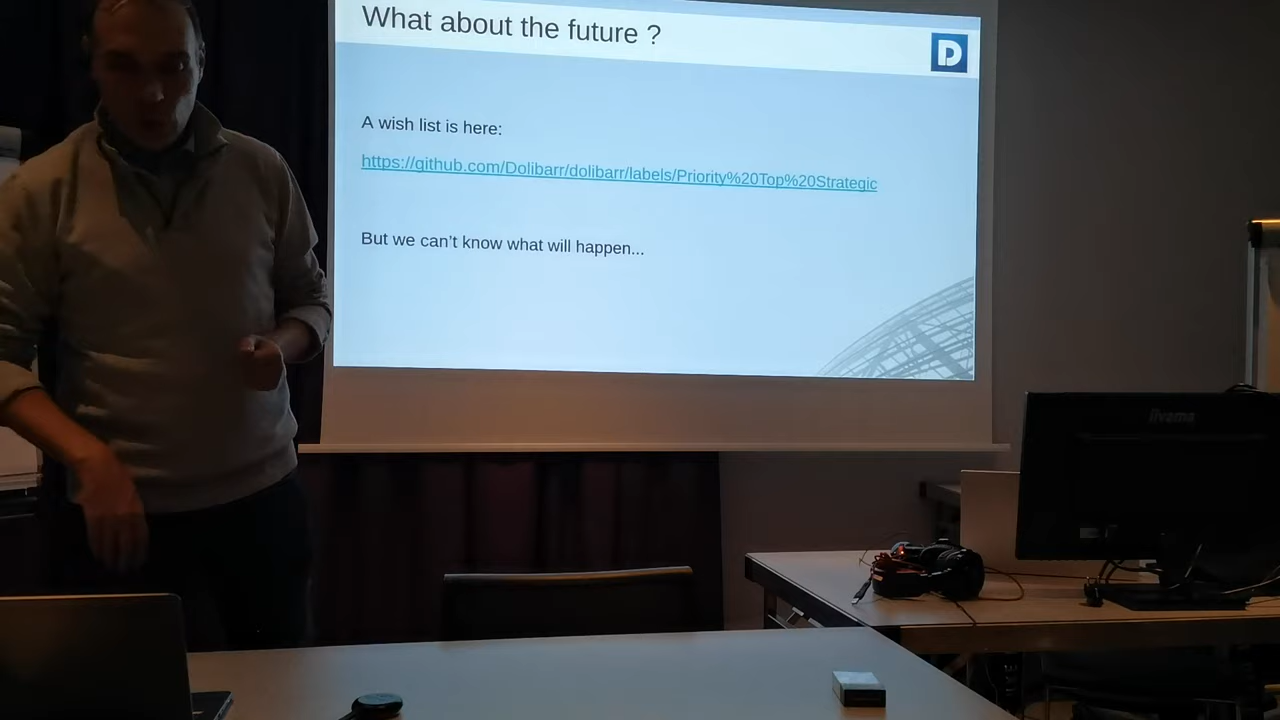 What about the future ?
D
A wish list is here:
https://github.com/Dolibarr/dolibarr/labels/Priority%20Top%20Strategic
But we can't know what will happen...
iiyama